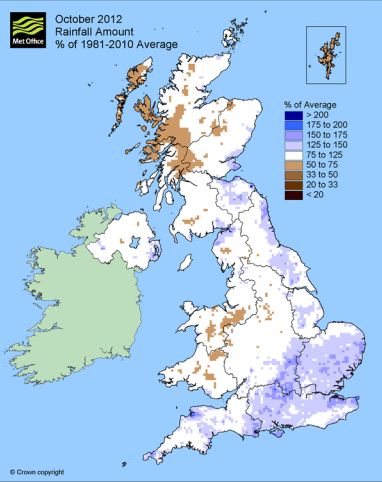 Met Office
October 2012
Rainfall Amount
% of 1981-2010 Average
% of Average
> 200
175 to 200
150 to 175
125 to 150
75 to 125
50 to 75
33 to 50
20 to 33
< 20
© Crown copyright